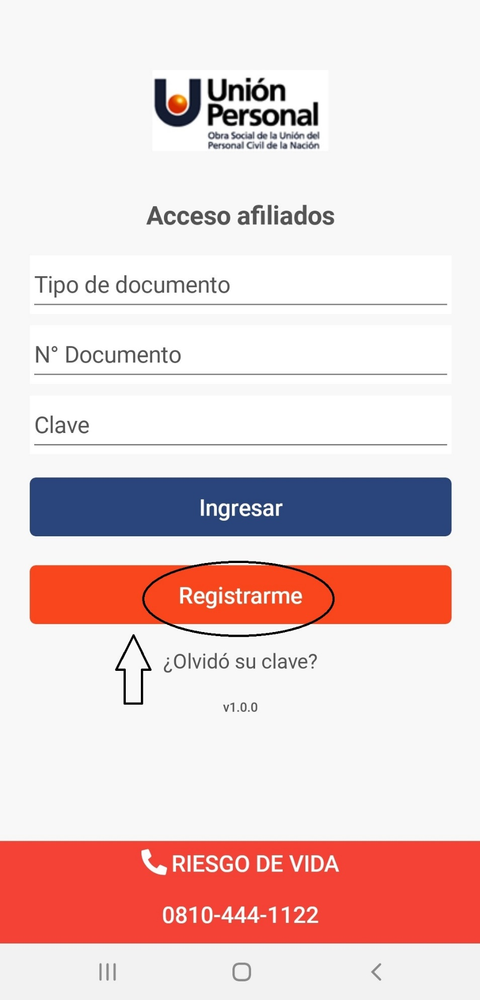 Unión
Personal
Obra Social de la Unión del
Personal Civil de la Nación
Acceso afiliados
Tipo de documento
N° Documento
Clave
Ingresar
Registrarme
¿Olvidó su clave?
v1.0.0
RIESGO DE VIDA
0810-444-1122